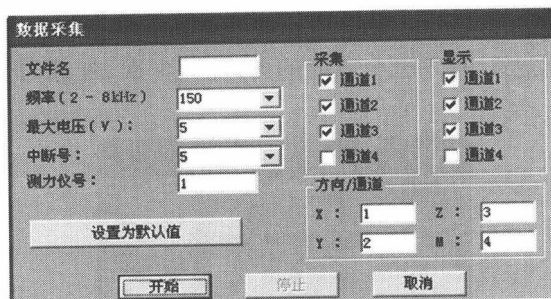 数据采集
文件名
频率(2 - 8kHz) 150
最大电压(V): 5
中断号: 5
测力仪号: 1
设置为默认值
采集
通道1
通道2
通道3
通道4
显示
通道1
通道2
通道3
通道4
方向/通道
X : 1 Z : 3
Y : 2 M : 4
开始 停止 取消